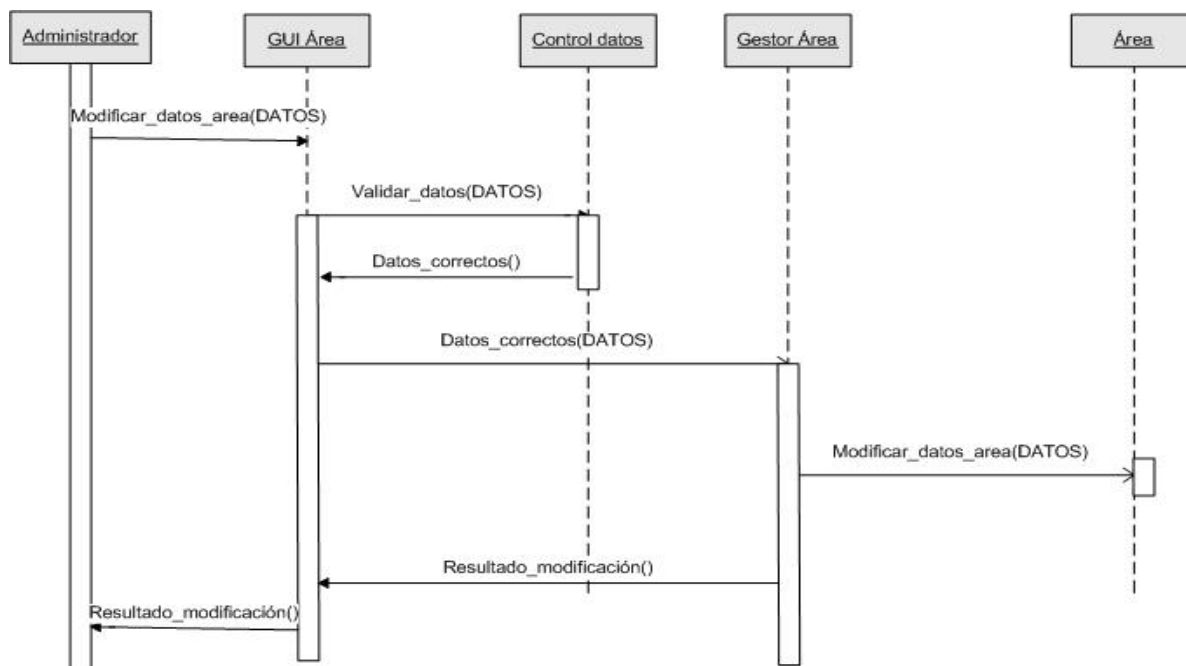 Administrador
GUI Área
Control datos
Gestor Área
Área
Modificar_datos_area(DATOS)
Validar_datos(DATOS)
Datos_correctos()
Datos_correctos(DATOS)
Modificar_datos_area(DATOS)
Resultado_modificación()
Resultado_modificación()